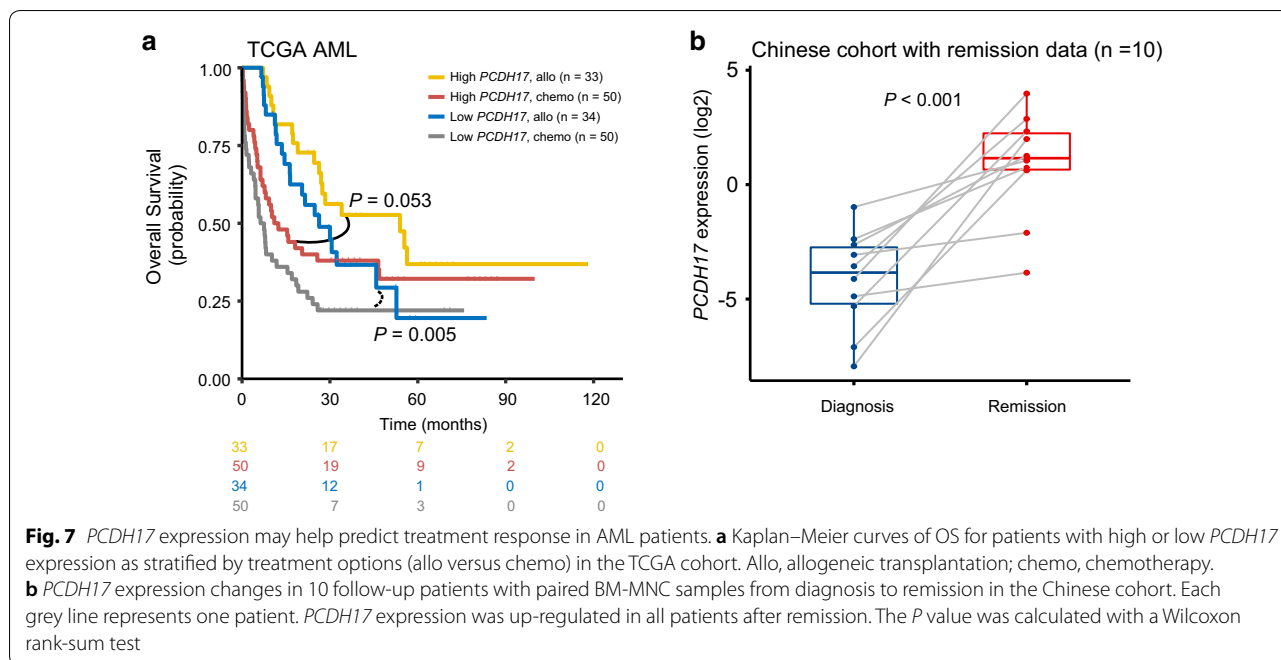 a
TCGA AML
1.00
0.75
0.50
0.25
0.00
Overall Survival
(probability)
High PCDH17, allo (n = 33)
High PCDH17, chemo (n = 50)
Low PCDH17, allo (n = 34)
Low PCDH17, chemo (n = 50)
P = 0.053
P = 0.005
0 30 60 90 120
Time (months)
33 17 7 2 0
50 19 9 2 0
34 12 1 0 0
50 7 3 0 0
b
Chinese cohort with remission data (n =10)
5
0
-5
PCDH17 expression (log2)
P < 0.001
Diagnosis Remission
Fig. 7 PCDH17 expression may help predict treatment response in AML patients. a Kaplan–Meier curves of OS for patients with high or low PCDH17
expression as stratified by treatment options (allo versus chemo) in the TCGA cohort. Allo, allogeneic transplantation; chemo, chemotherapy.
b PCDH17 expression changes in 10 follow-up patients with paired BM-MNC samples from diagnosis to remission in the Chinese cohort. Each
grey line represents one patient. PCDH17 expression was up-regulated in all patients after remission. The P value was calculated with a Wilcoxon
rank-sum test